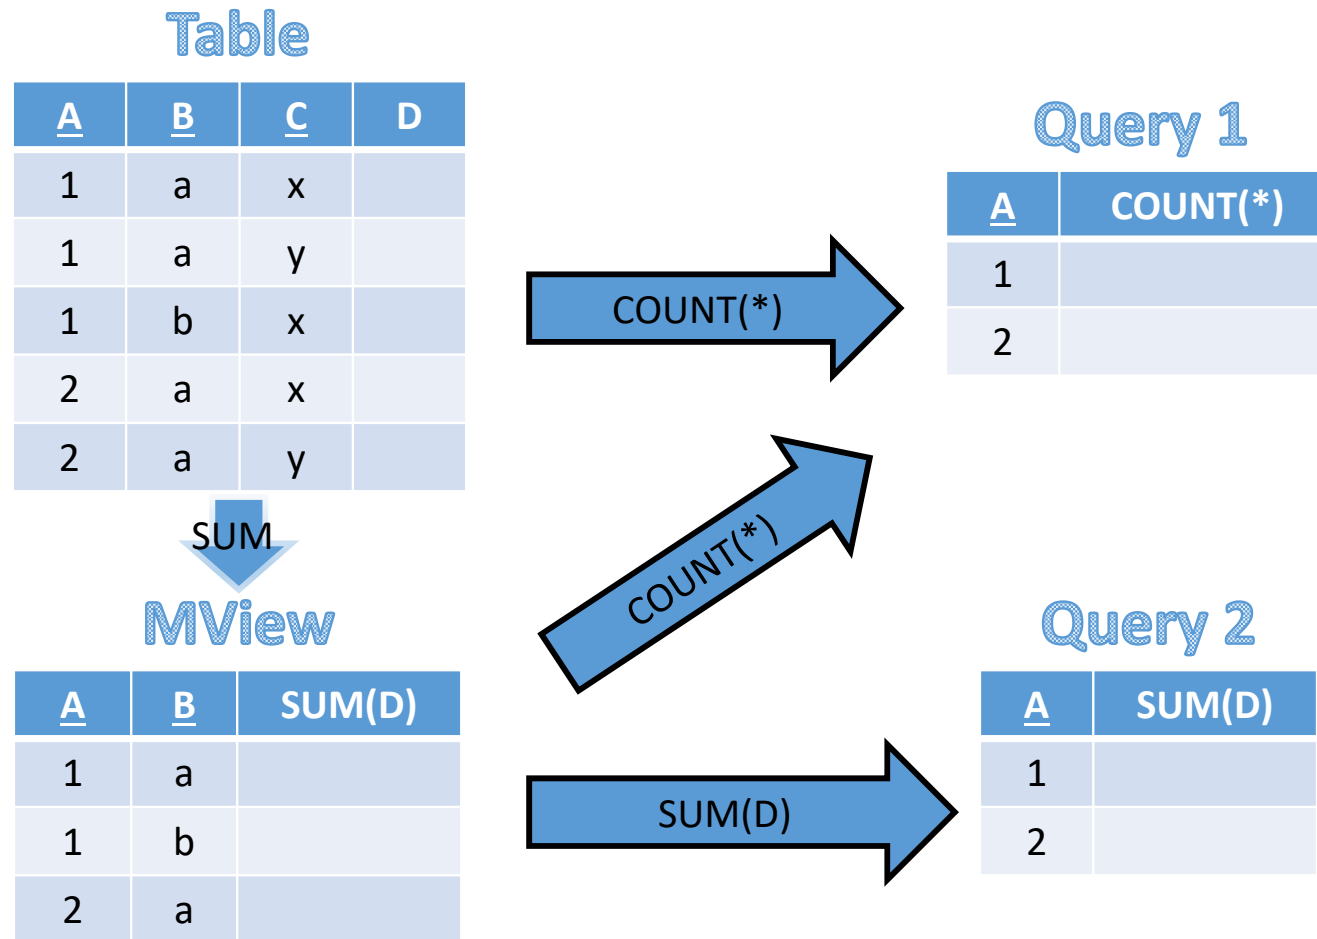 Table
A B C D
1 a x
1 a y
1 b x
2 a x
2 a y
SUM
MView
A B SUM(D)
1 a
1 b
2 a
COUNT(*)
COUNT(*)
SUM(D)
Query 1
A COUNT(*)
1
2
Query 2
A SUM(D)
1
2